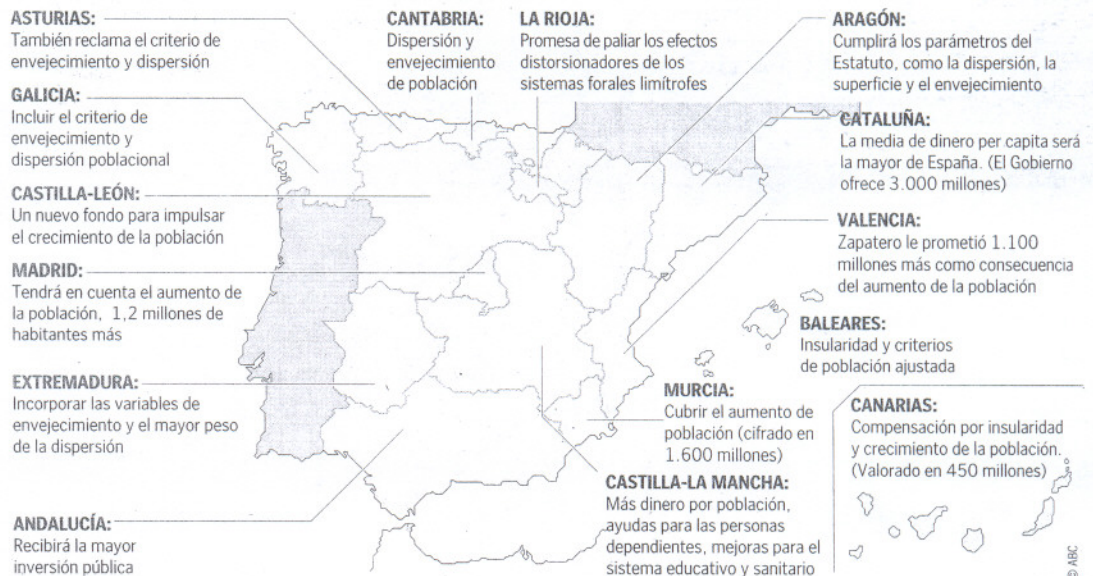 ASTURIAS:
También reclama el criterio de
envejecimiento y dispersión
GALICIA:
Incluir el criterio de
envejecimiento y
dispersión poblacional
CASTILLA-LEÓN:
Un nuevo fondo para impulsar
el crecimiento de la población
MADRID:
Tendrá en cuenta el aumento de
la población, 1,2 millones de
habitantes más
EXTREMADURA:
Incorporar las variables de
envejecimiento y el mayor peso
de la dispersión
ANDALUCÍA:
Recibirá la mayor
inversión pública
CANTABRIA:
Dispersión y
envejecimiento
de población
LA RIOJA:
Promesa de paliar los efectos
distorsionadores de los
sistemas forales limítrofes
ARAGÓN:
Cumplirá los parámetros del
Estatuto, como la dispersión, la
superficie y el envejecimiento
CATALUÑA:
La media de dinero per capita será
la mayor de España. (El Gobierno
ofrece 3.000 millones)
VALENCIA:
Zapatero le prometió 1.100
millones más como consecuencia
del aumento de la población
BALEARES:
Insularidad y criterios
de población ajustada
MURCIA:
Cubrir el aumento de
población (cifrado en
1.600 millones)
CASTILLA-LA MANCHA:
Más dinero por población,
ayudas para las personas
dependientes, mejoras para el
sistema educativo y sanitario
CANARIAS:
Compensación por insularidad
y crecimiento de la población.
(Valorado en 450 millones)
© ABC